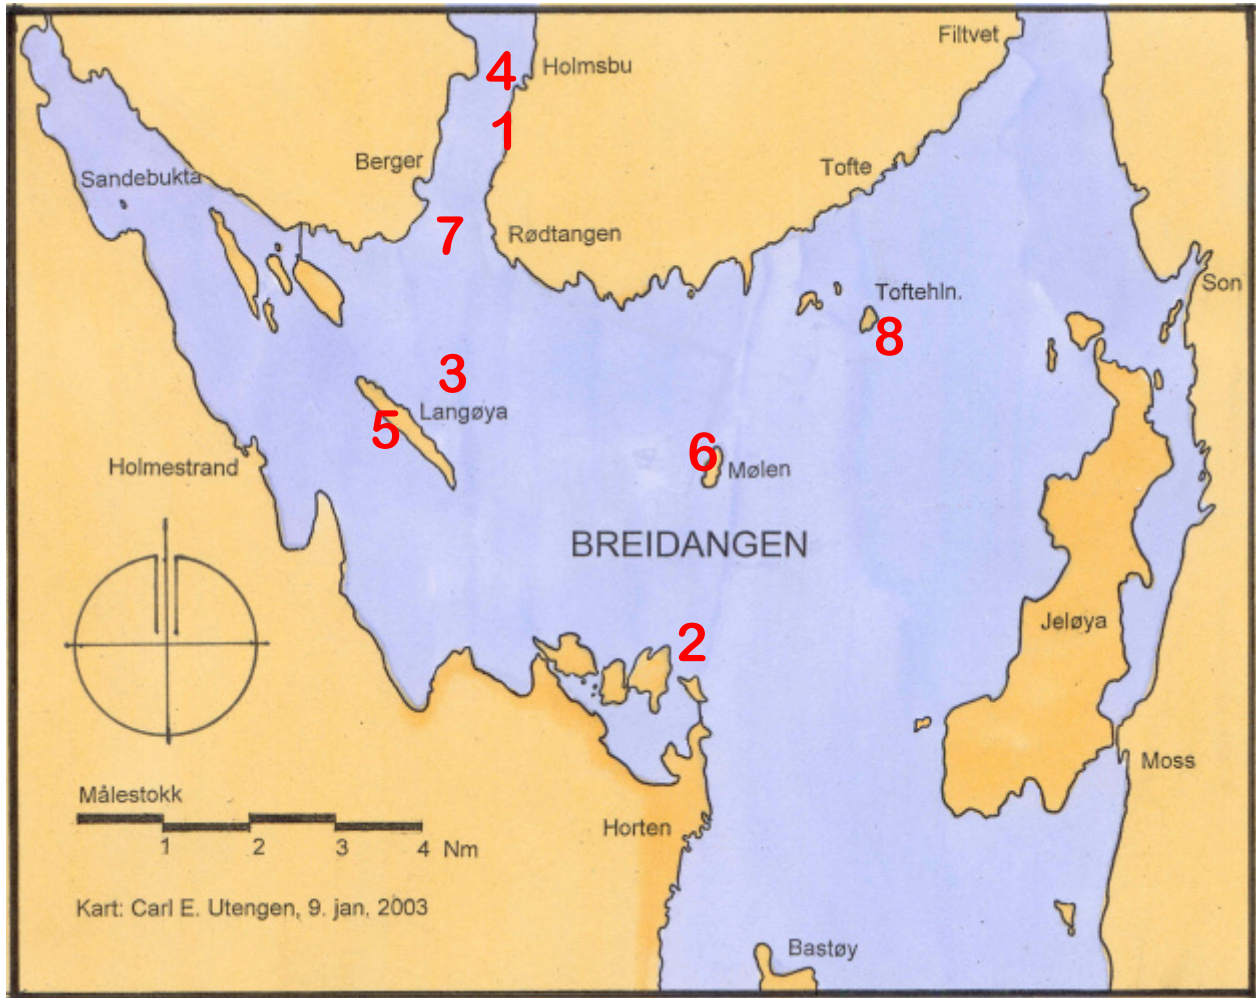 Filtvet
4
Holmsbu
1
Berger
Tofte
Sandebukta
7
Rødtangen
Son
Toftehln.
8
3
Langøya
5
6
Holmestrand
Mølen
BREIDANGEN
2
Jeløya
Moss
Målestokk
Horten
1 2 3 4 Nm
Kart: Carl E. Utengen, 9. jan. 2003
Bastøy